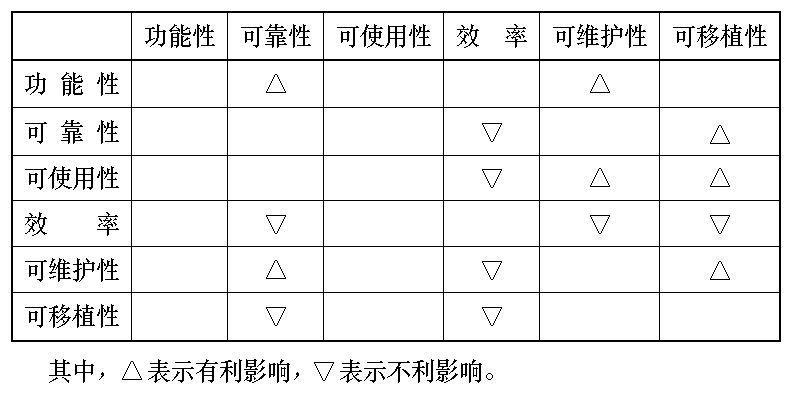 功能性 可靠性 可使用性 效 率 可维护性 可移植性
功 能 性 △ △
可 靠 性 ▽ △
可使用性 ▽ △ △
效 率 ▽ ▽ ▽
可维护性 △ ▽ △
可移植性 ▽ ▽
其中，△表示有利影响，▽表示不利影响。